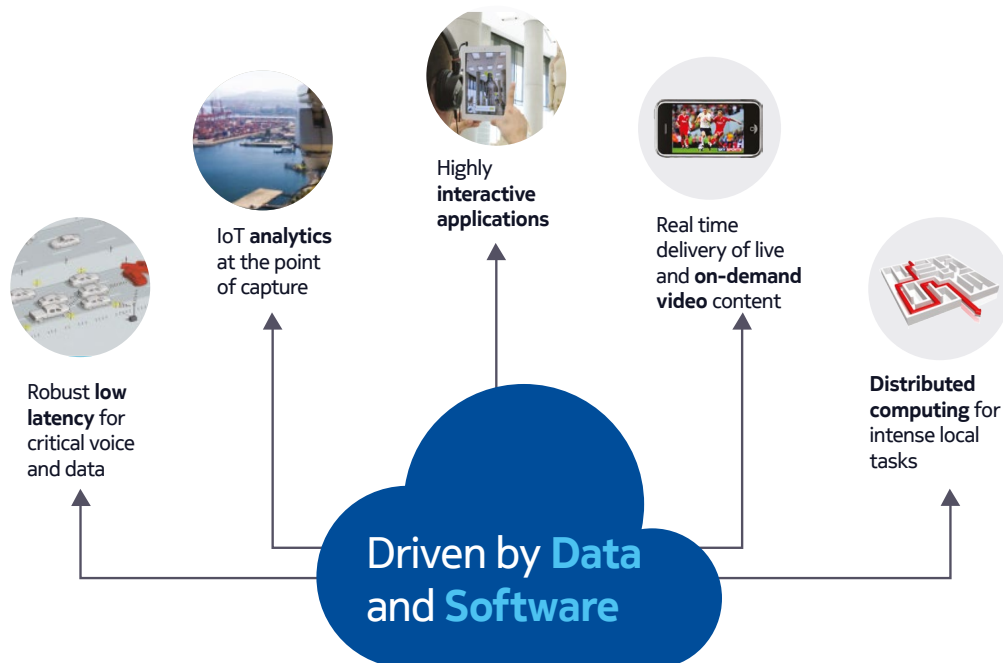 Highly
interactive
applications
IoT analytics
at the point
of capture
Real time
delivery of live
and on-demand
video content
Robust low
latency for
critical voice
and data
Distributed
computing for
intense local
tasks
Driven by Data
and Software